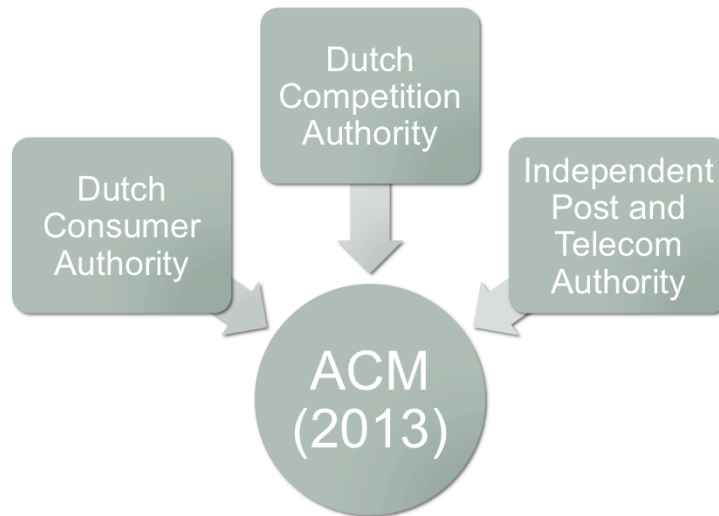 Dutch
Competition
Authority
Dutch
Consumer
Authority
Independent
Post and
Telecom
Authority
ACM
(2013)